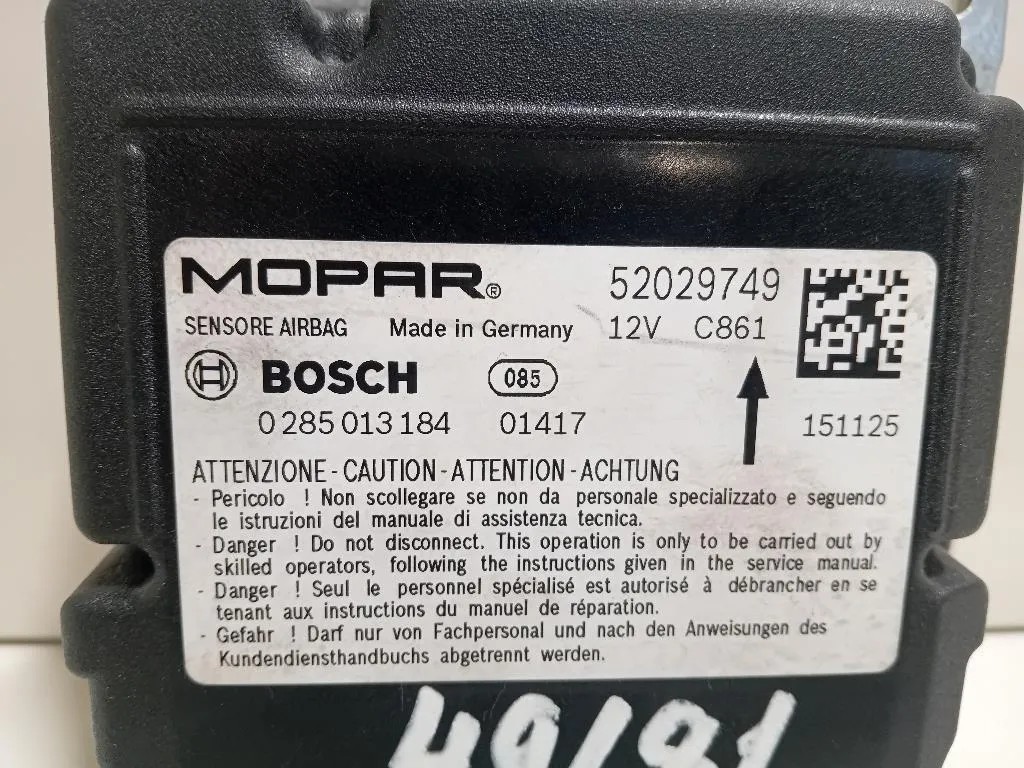 MOPAR® 52029749
SENSORE AIRBAG Made in Germany 12V C861
BOSCH 085
0 285 013 184 01417 151125
ATTENZIONE - CAUTION - ATTENTION - ACHTUNG
- Pericolo ! Non scollegare se non da personale specializzato e seguendo
le istruzioni del manuale di assistenza tecnica.
- Danger ! Do not disconnect. This operation is only to be carried out by
skilled operators, following the instructions given in the service manual.
- Danger ! Seul le personnel spécialisé est autorisé à débrancher en se
tenant aux instructions du manuel de réparation.
- Gefahr ! Darf nur von Fachpersonal und nach den Anweisungen des
Kundendiensthandbuchs abgetrennt werden.